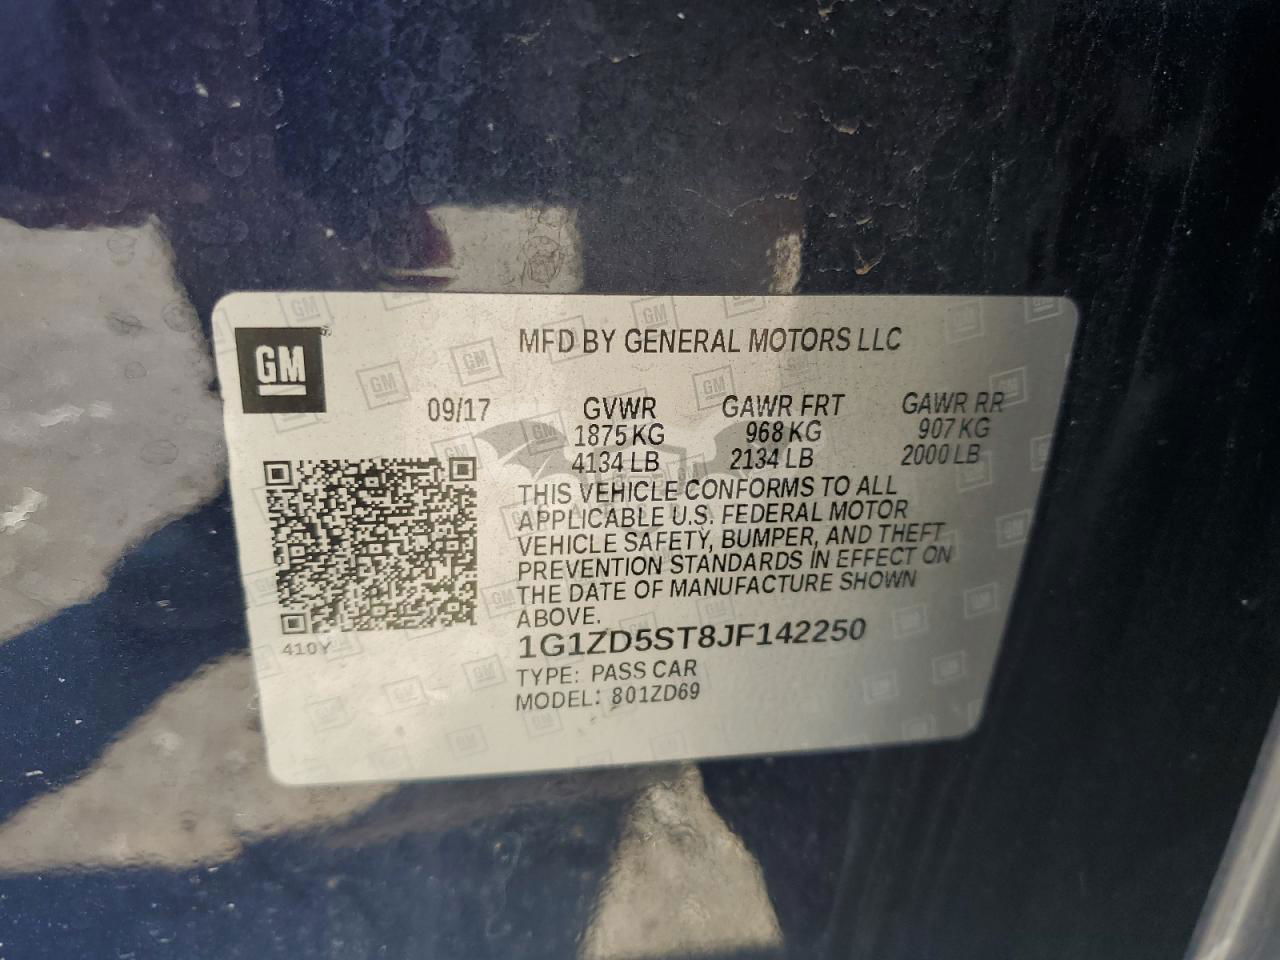 GM
MFD BY GENERAL MOTORS LLC
09/17 GVWR GAWR FRT GAWR RR
1875 KG 968 KG 907 KG
4134 LB 2134 LB 2000 LB
THIS VEHICLE CONFORMS TO ALL
APPLICABLE U.S. FEDERAL MOTOR
VEHICLE SAFETY, BUMPER, AND THEFT
PREVENTION STANDARDS IN EFFECT ON
THE DATE OF MANUFACTURE SHOWN
ABOVE.
410Y
1G1ZD5ST8JF142250
TYPE: PASS CAR
MODEL: 801ZD69